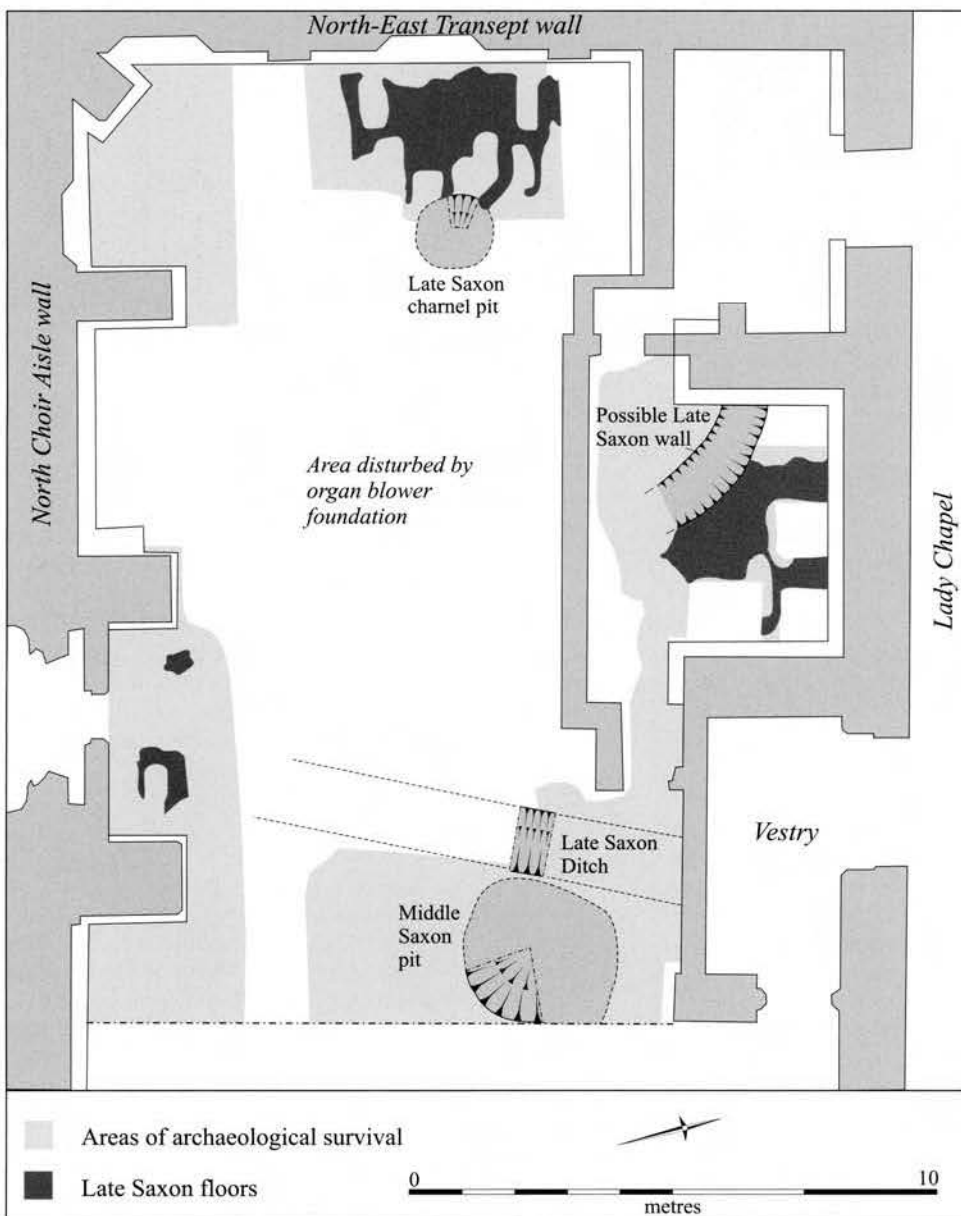 North-East Transept wall
North Choir Aisle wall
Late Saxon
charnel pit
Possible Late
Saxon wall
Area disturbed by
organ blower
foundation
Lady Chapel
Late Saxon
Ditch
Vestry
Middle
Saxon
pit
Areas of archaeological survival
Late Saxon floors
0
10
metres